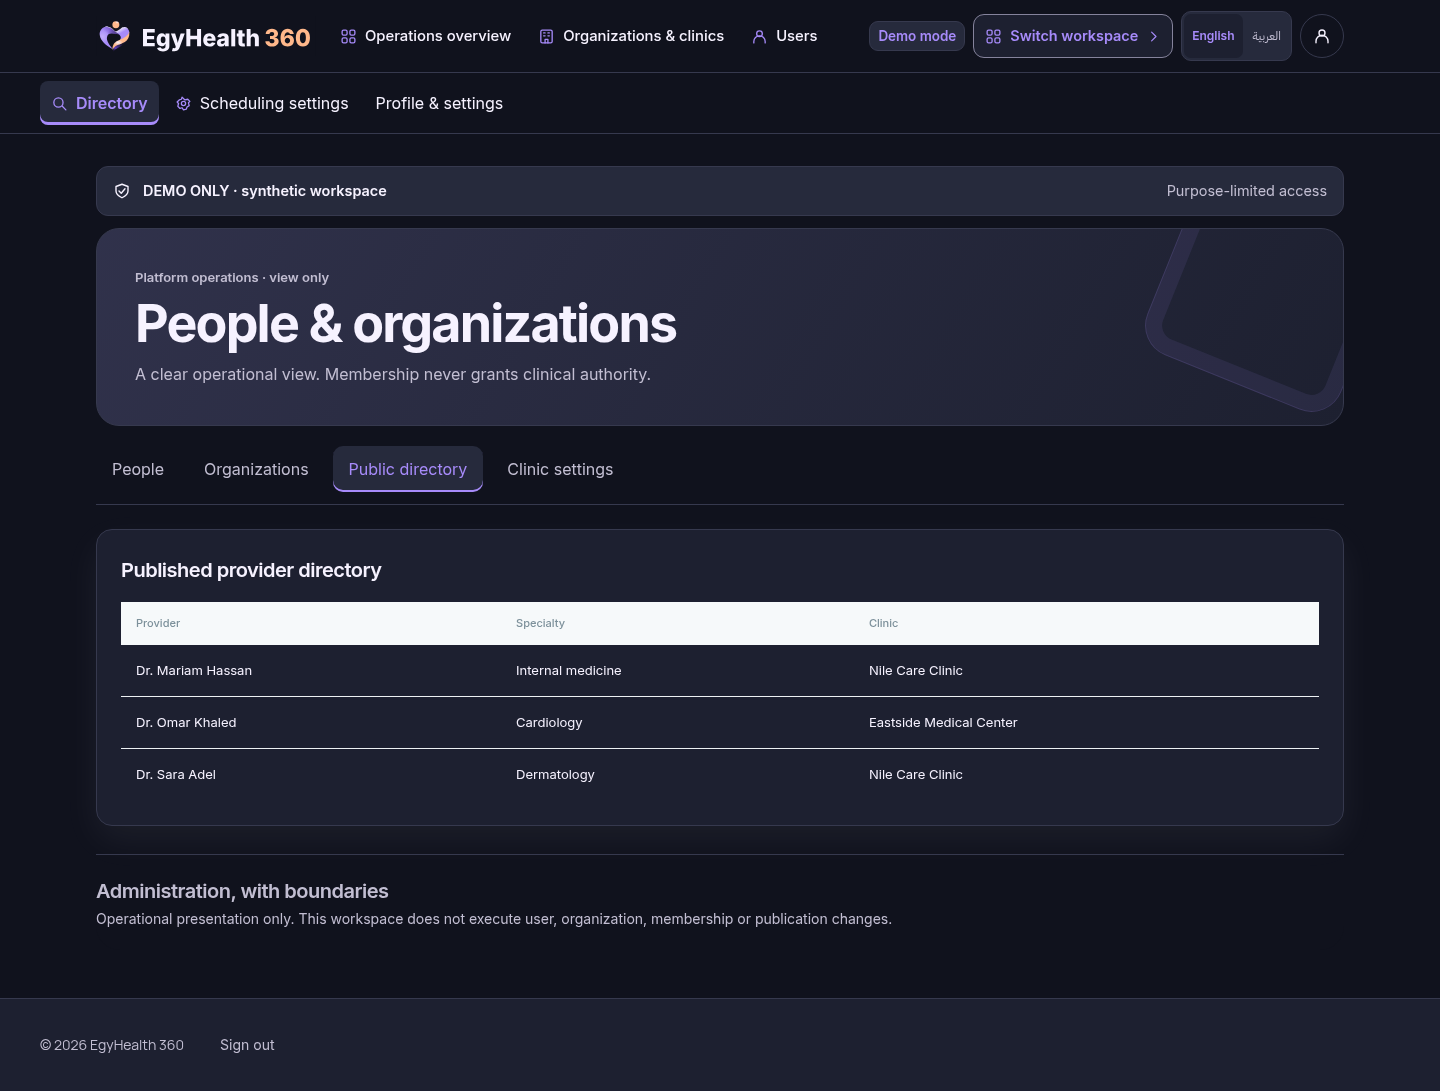 EgyHealth 360
Operations overview
Organizations & clinics
Users
Demo mode
Switch workspace
English
العربية
Directory
Scheduling settings
Profile & settings
DEMO ONLY · synthetic workspace
Purpose-limited access
Platform operations · view only
People & organizations
A clear operational view. Membership never grants clinical authority.
People
Organizations
Public directory
Clinic settings
Published provider directory
Provider Specialty Clinic
Dr. Mariam Hassan Internal medicine Nile Care Clinic
Dr. Omar Khaled Cardiology Eastside Medical Center
Dr. Sara Adel Dermatology Nile Care Clinic
Administration, with boundaries
Operational presentation only. This workspace does not execute user, organization, membership or publication changes.
© 2026 EgyHealth 360
Sign out